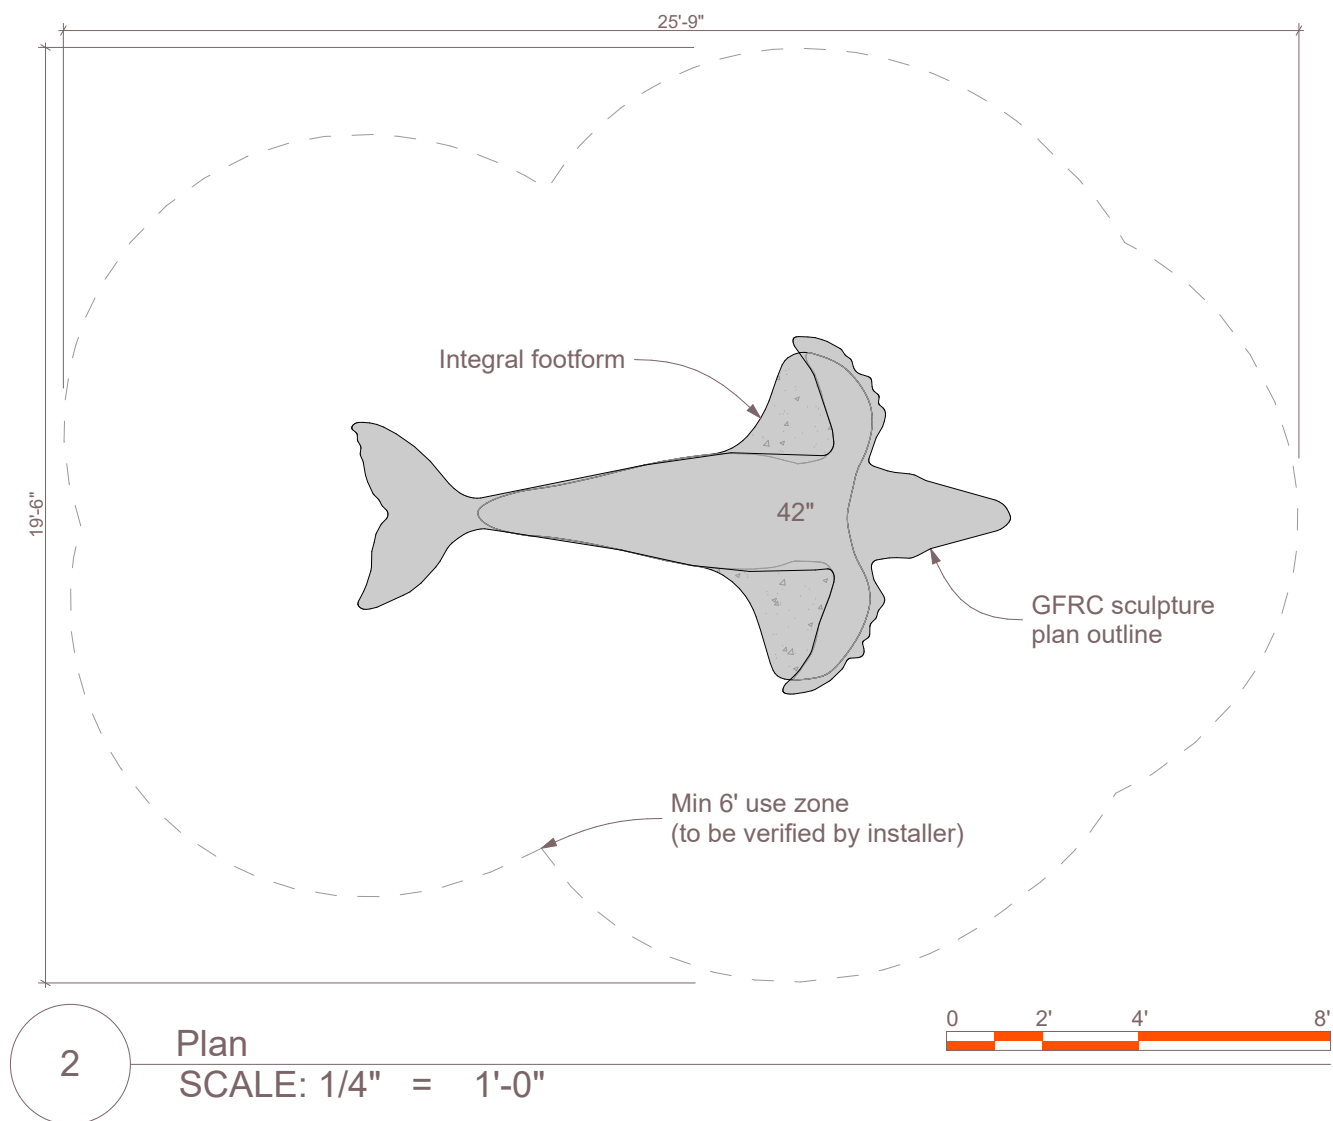 25'-9"
Integral footform
19'-6"
42"
GFRC sculpture
plan outline
Min 6' use zone
(to be verified by installer)
0 2' 4' 8'
2
Plan
SCALE: 1/4" = 1'-0"